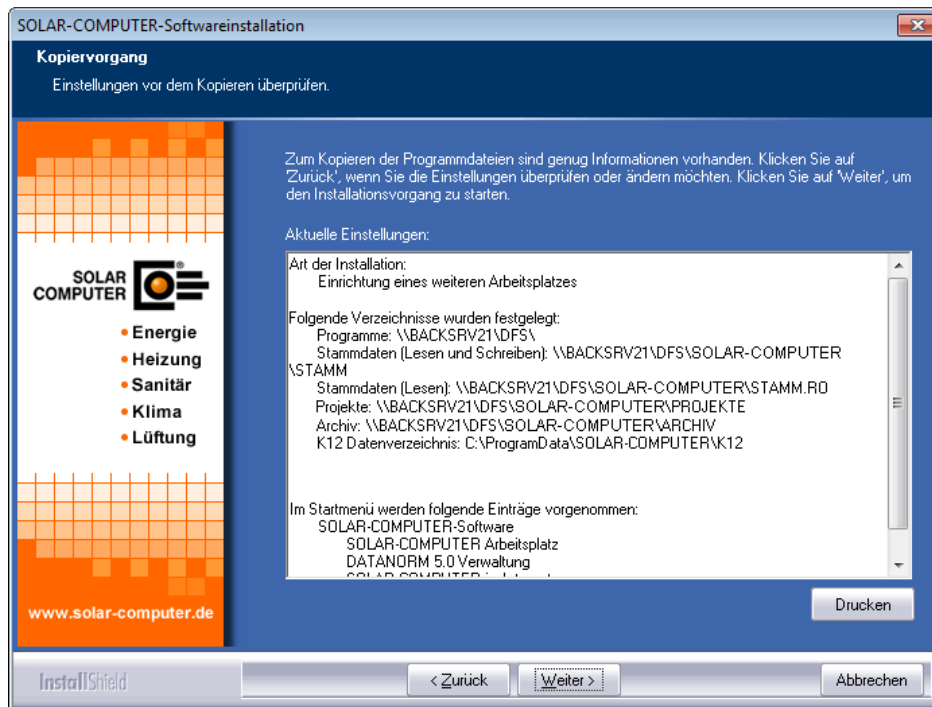 SOLAR-COMPUTER-Softwareinstallation
Kopiervorgang
Einstellungen vor dem Kopieren überprüfen.
Zum Kopieren der Programmdateien sind genug Informationen vorhanden. Klicken Sie auf
'Zurück', wenn Sie die Einstellungen überprüfen oder ändern möchten. Klicken Sie auf 'Weiter', um
den Installationsvorgang zu starten.
Aktuelle Einstellungen:
Art der Installation:
Einrichtung eines weiteren Arbeitsplatzes
Folgende Verzeichnisse wurden festgelegt:
Programme: \\BACKSRV21\DFS\
Stammdaten (Lesen und Schreiben): \\BACKSRV21\DFS\SOLAR-COMPUTER
\STAMM
Stammdaten (Lesen): \\BACKSRV21\DFS\SOLAR-COMPUTER\STAMM.RO
Projekte: \\BACKSRV21\DFS\SOLAR-COMPUTER\PROJEKTE
Archiv: \\BACKSRV21\DFS\SOLAR-COMPUTER\ARCHIV
K12 Datenverzeichnis: C:\ProgramData\SOLAR-COMPUTER\K12
Im Startmenü werden folgende Einträge vorgenommen:
SOLAR-COMPUTER-Software
SOLAR-COMPUTER Arbeitsplatz
DATANORM 5.0 Verwaltung
SOLAR-COMPUTER
SOLAR
COMPUTER
®
• Energie
• Heizung
• Sanitär
• Klima
• Lüftung
www.solar-computer.de
Drucken
InstallShield
< Zurück
Weiter >
Abbrechen